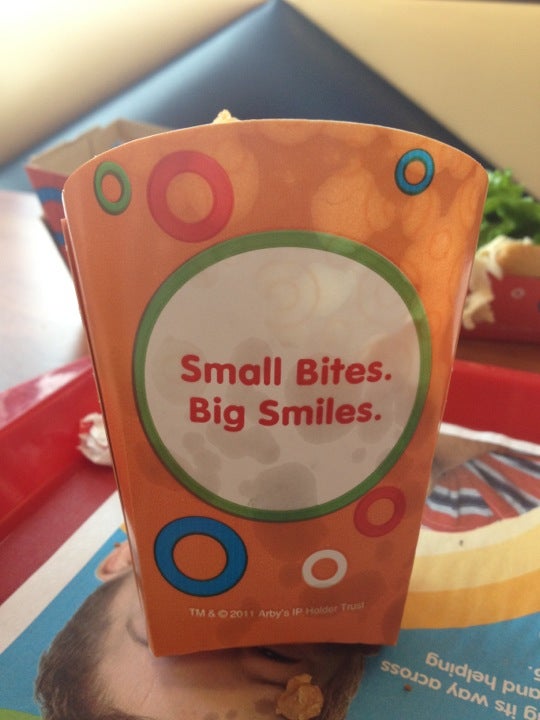 Small Bites.
Big Smiles.
TM & © 2011 Arby's IP Holder Trust
g its way across
and helping